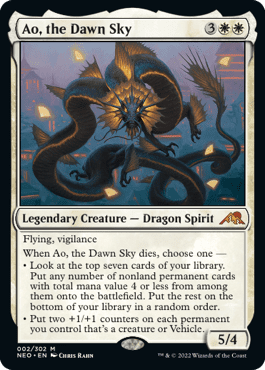 Ao, the Dawn Sky 3
Legendary Creature — Dragon Spirit
Flying, vigilance
When Ao, the Dawn Sky dies, choose one —
• Look at the top seven cards of your library.
Put any number of nonland permanent cards
with total mana value 4 or less from among
them onto the battlefield. Put the rest on the
bottom of your library in a random order.
• Put two +1/+1 counters on each permanent
you control that's a creature or Vehicle.
5/4
002/302 M
NEO • EN Chris Rahn
™ & © 2022 Wizards of the Coast